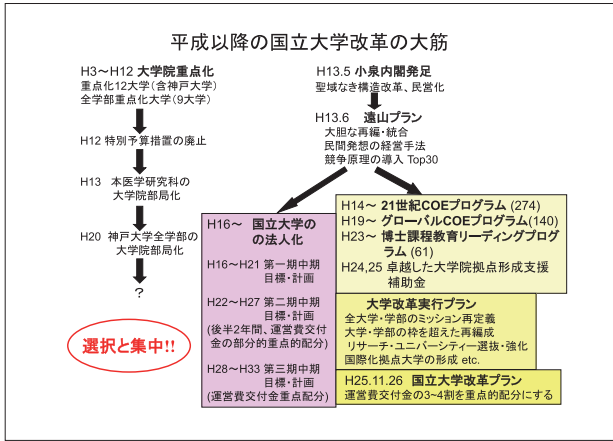 平成以降の国立大学改革の大筋
H3～H12 大学院重点化
重点化12大学(含神戸大学)
全学部重点化大学(9大学)
H12 特別予算措置の廃止
H13 本医学研究科の
大学院部局化
H20 神戸大学全学部の
大学院部局化
?
選択と集中!!
H13.5 小泉内閣発足
聖域なき構造改革、民営化
H13.6 遠山プラン
大胆な再編・統合
民間発想の経営手法
競争原理の導入 Top30
H16～ 国立大学の
の法人化
H16～H21 第一期中期
目標・計画
H22～H27 第二期中期
目標・計画
(後半2年間、運営費交付
金の部分的重点的配分)
H28～H33 第三期中期
目標・計画
(運営費交付金重点配分)
H14～ 21世紀COEプログラム (274)
H19～ グローバルCOEプログラム(140)
H23～ 博士課程教育リーディングプログ
ラム (61)
H24,25 卓越した大学院拠点形成支援
補助金
大学改革実行プラン
全大学・学部のミッション再定義
大学・学部の枠を超えた再編成
リサーチ・ユニバーシティー選抜・強化
国際化拠点大学の形成 etc.
H25.11.26 国立大学改革プラン
運営費交付金の3~4割を重点的配分にする